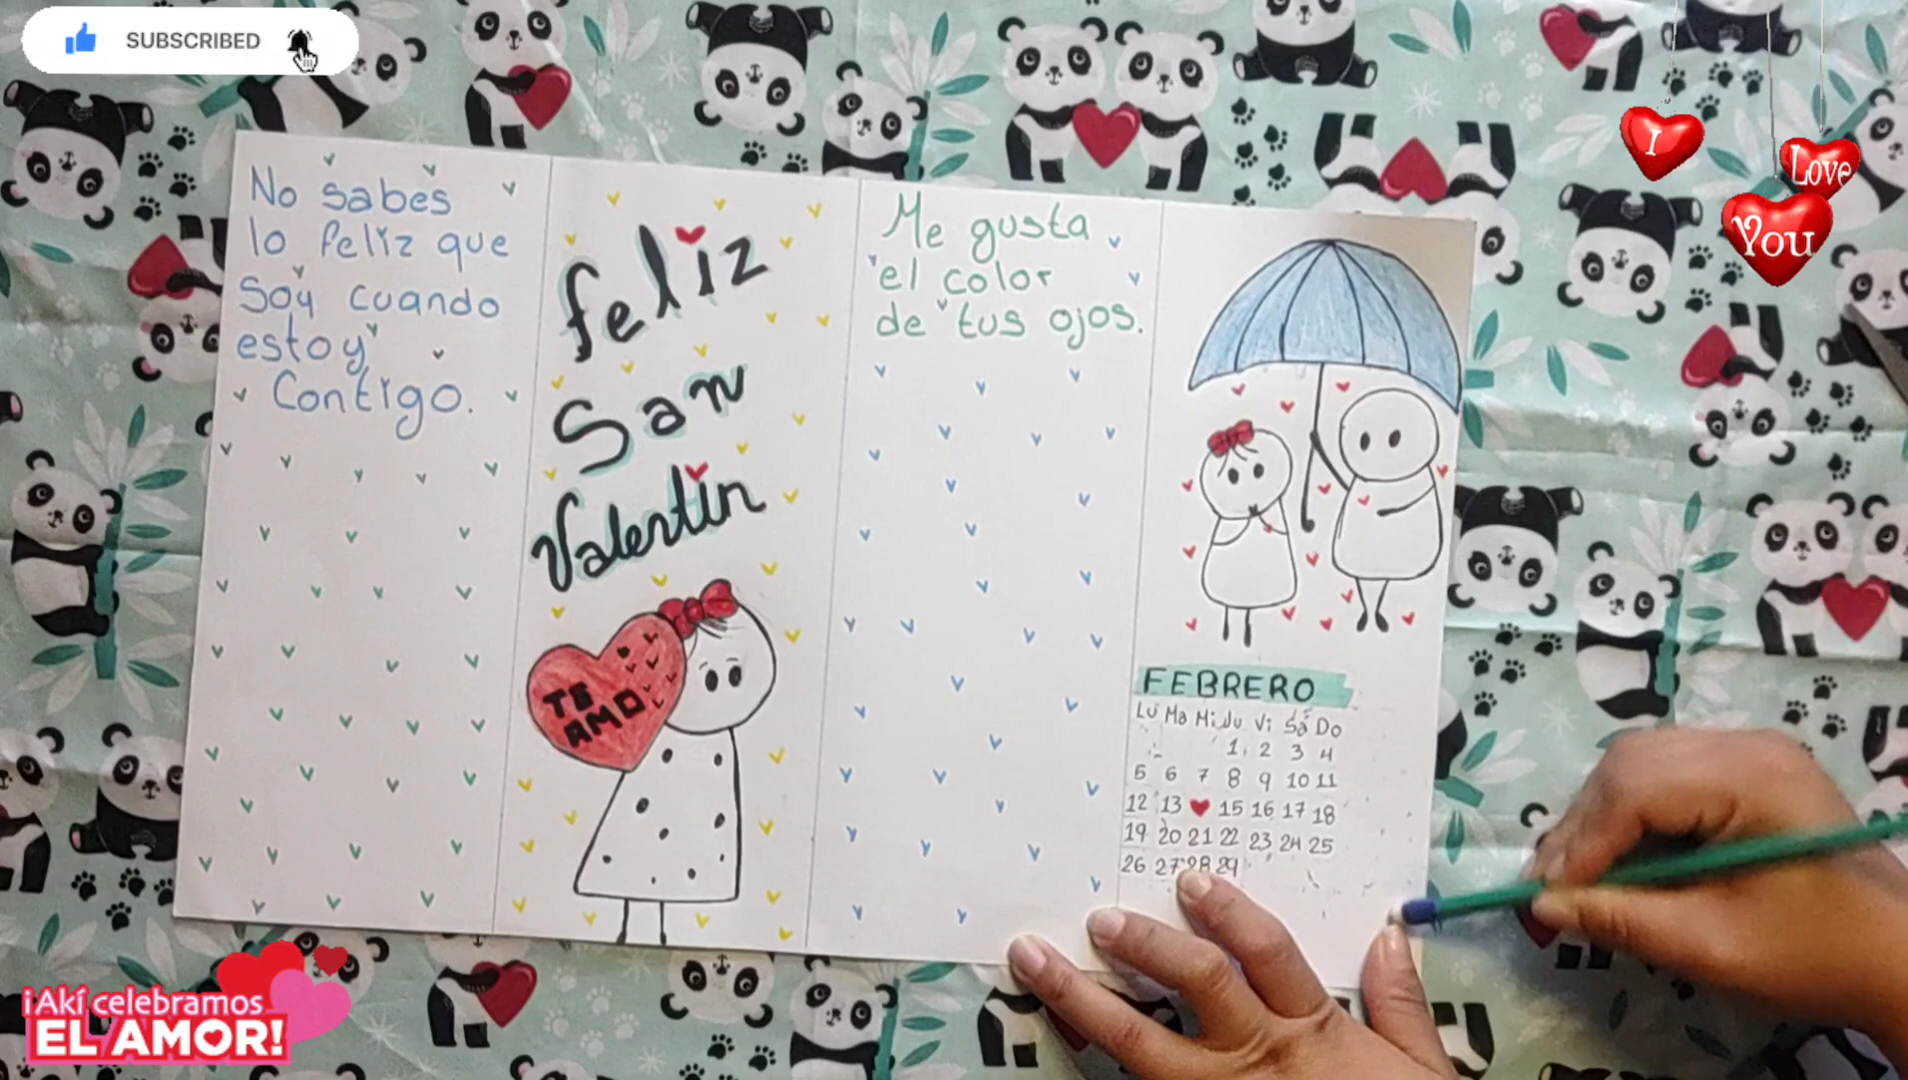 SUBSCRIBED
I
Love
You
No sabes
lo feliz que
Soy cuando
estoy
Contigo.
feliz
San
Valentin
TE
AMO
Me gusta
el color
de tus ojos.
FEBRERO
Lu Ma Mi Ju Vi Sá Do
1 2 3 4
5 6 7 8 9 10 11
12 13 ♥ 15 16 17 18
19 20 21 22 23 24 25
26 27 28 29
¡Akí celebramos
EL AMOR!